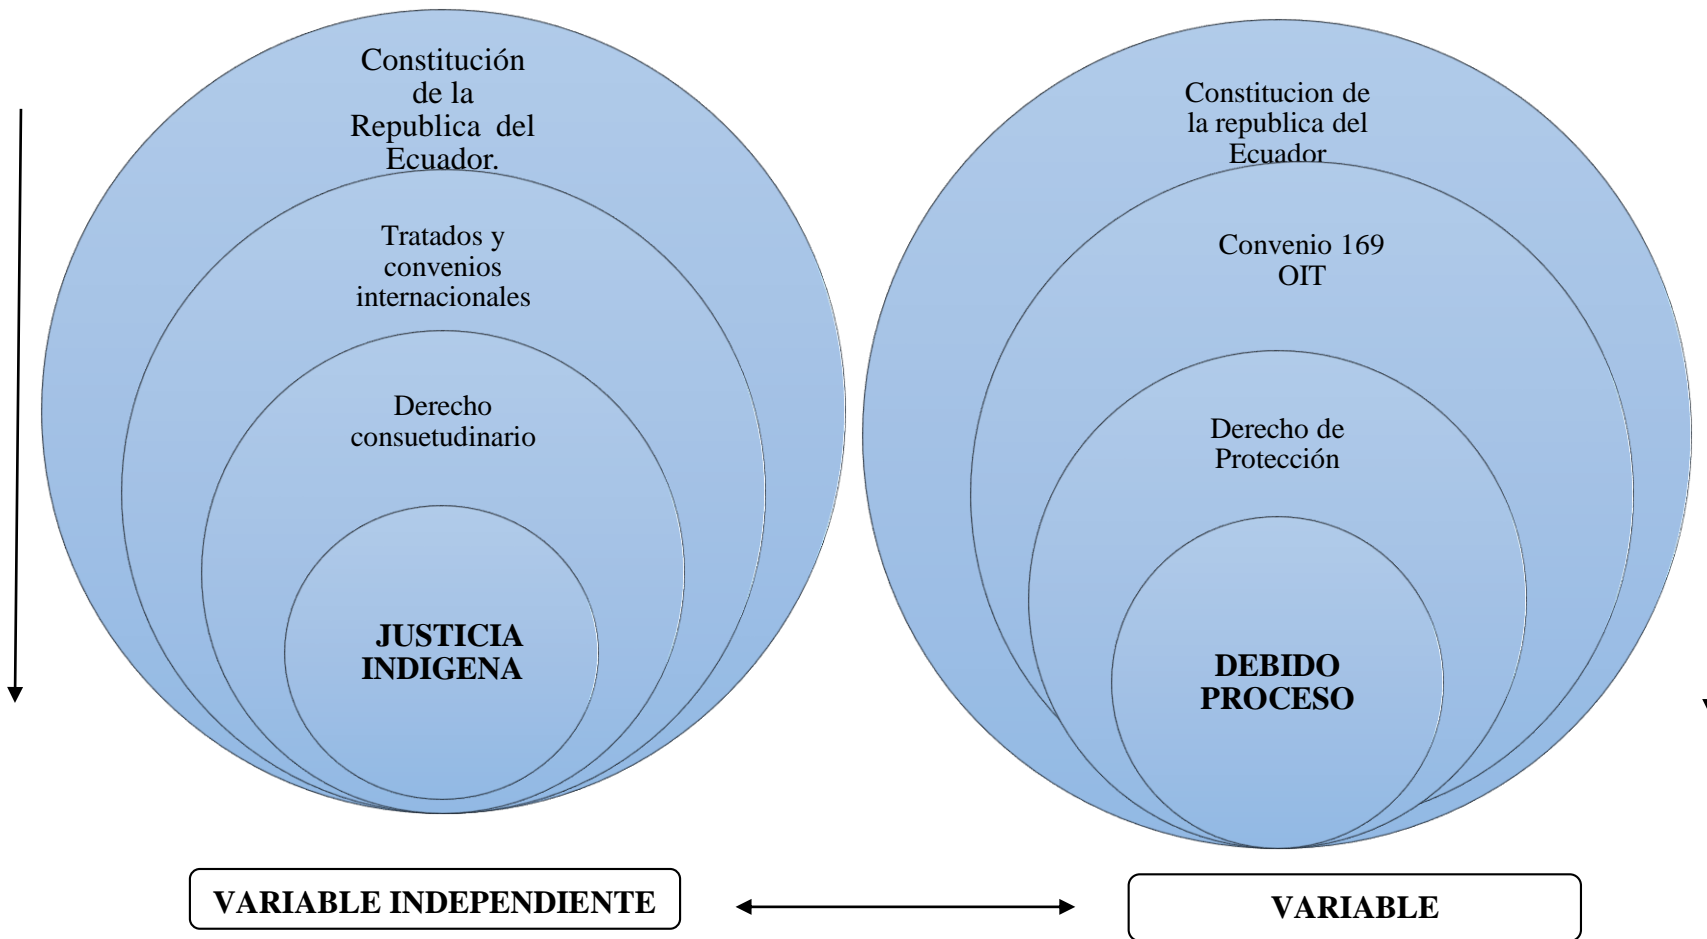 Constitución
de la
Republica  del
Ecuador.
Tratados y
convenios
internacionales
Derecho
consuetudinario
JUSTICIA
INDIGENA
Constitucion de
la republica del
Ecuador
Convenio 169
OIT
Derecho de
Protección
DEBIDO
PROCESO
VARIABLE INDEPENDIENTE
VARIABLE